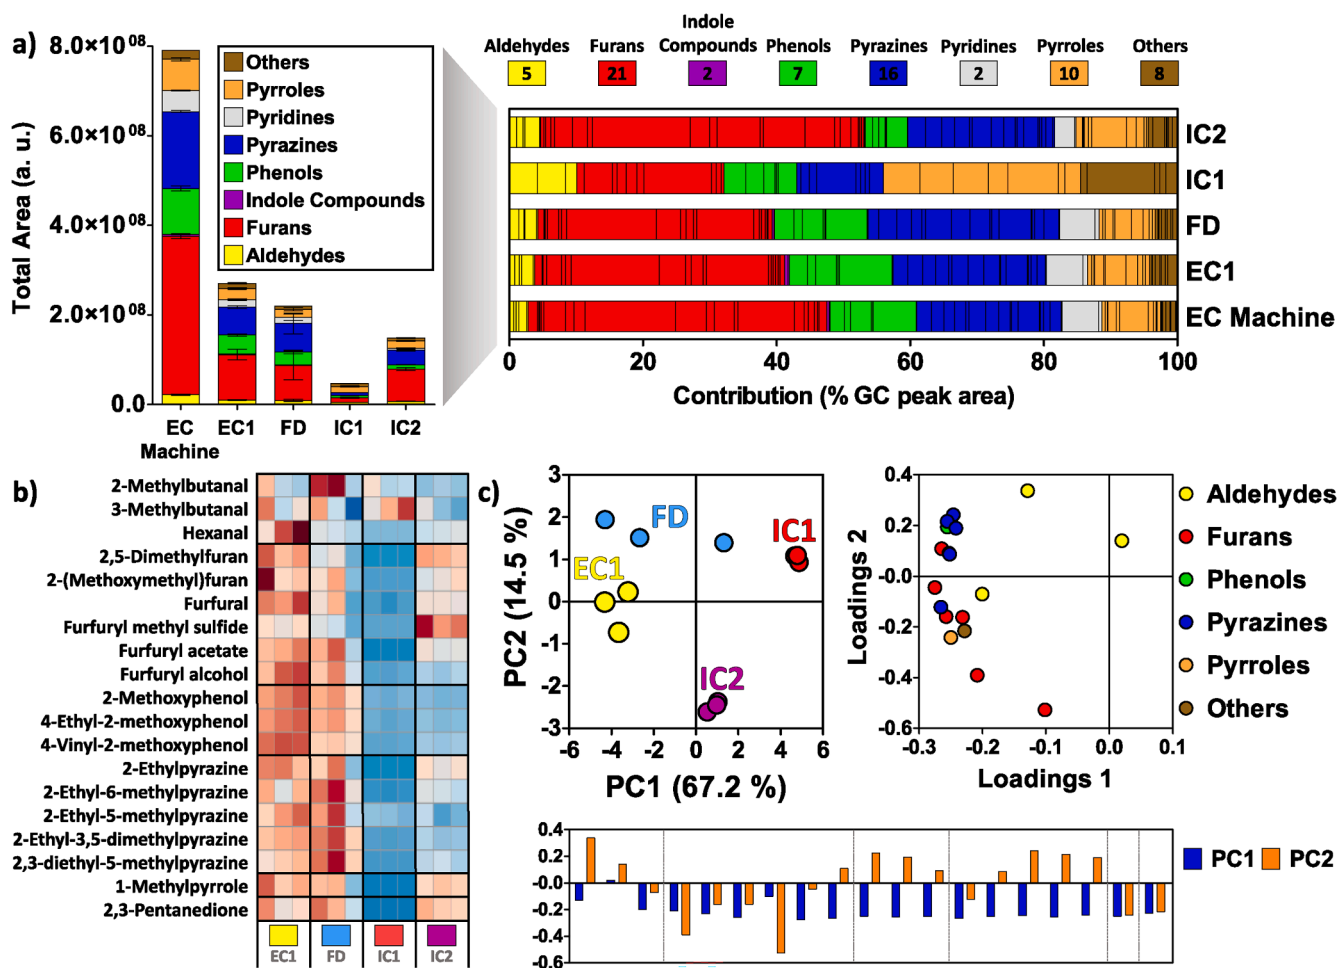 a)
8.0×10⁰⁸
6.0×10⁰⁸
4.0×10⁰⁸
2.0×10⁰⁸
0.0
Total Area (a. u.)
Others
Pyrroles
Pyridines
Pyrazines
Phenols
Indole Compounds
Furans
Aldehydes
EC Machine
EC1
FD
IC1
IC2
Aldehydes
Furans
Indole Compounds
Phenols
Pyrazines
Pyridines
Pyrroles
Others
5
21
2
7
16
2
10
8
IC2
IC1
FD
EC1
EC Machine
0 20 40 60 80 100
Contribution (% GC peak area)
b)
2-Methylbutanal
3-Methylbutanal
Hexanal
2,5-Dimethylfuran
2-(Methoxymethyl)furan
Furfural
Furfuryl methyl sulfide
Furfuryl acetate
Furfuryl alcohol
2-Methoxyphenol
4-Ethyl-2-methoxyphenol
4-Vinyl-2-methoxyphenol
2-Ethylpyrazine
2-Ethyl-6-methylpyrazine
2-Ethyl-5-methylpyrazine
2-Ethyl-3,5-dimethylpyrazine
2,3-diethyl-5-methylpyrazine
1-Methylpyrrole
2,3-Pentanedione
EC1 FD IC1 IC2
c)
3
2
1
0
-1
-2
-3
PC2 (14.5 %)
FD
IC1
EC1
IC2
-6 -4 -2 0 2 4 6
PC1 (67.2 %)
0.4
0.2
-0.0
-0.2
-0.4
-0.6
Loadings 2
-0.3 -0.2 -0.1 0.0 0.1
Loadings 1
Aldehydes
Furans
Phenols
Pyrazines
Pyrroles
Others
0.4
0.2
-0.0
-0.2
-0.4
-0.6
PC1 PC2